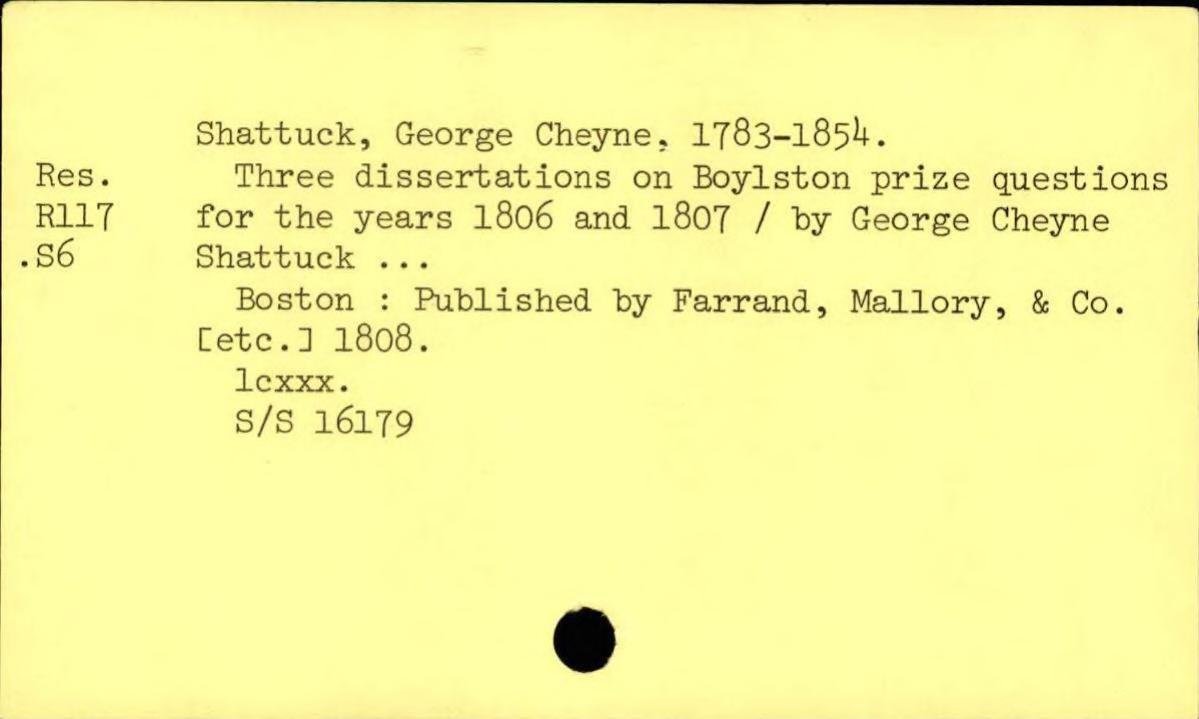 Shattuck, George Cheyne, 1783-1854.
Res. Three dissertations on Boylston prize questions
R117 for the years 1806 and 1807 / by George Cheyne
.S6 Shattuck ...
Boston : Published by Farrand, Mallory, & Co.
[etc.] 1808.
lcxxx.
S/S 16179